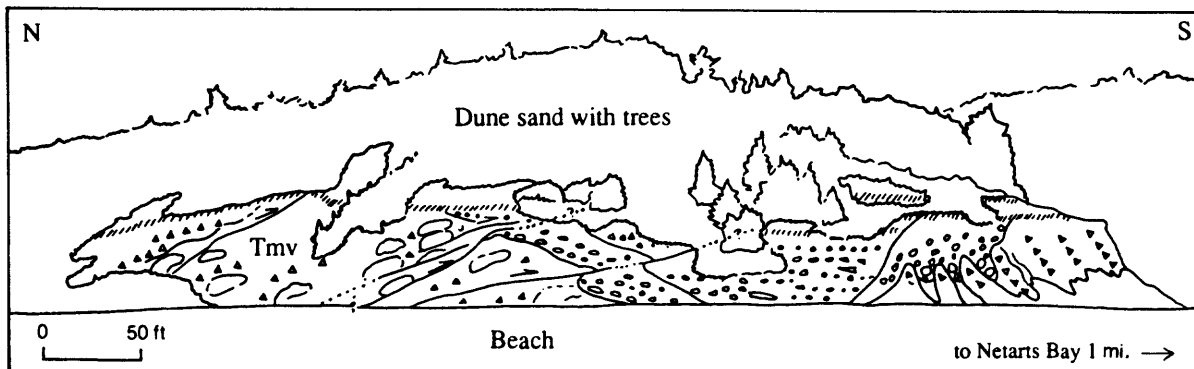 N
S
Dune sand with trees
Tmv
0 50 ft
Beach
to Netarts Bay 1 mi. →